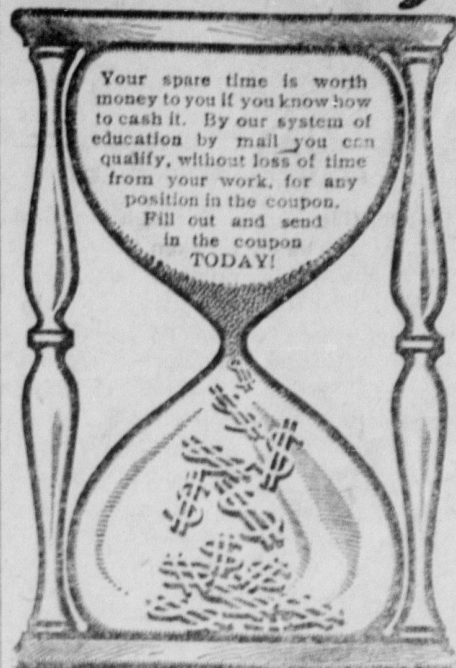 Your spare time is worth
money to you if you know how
to cash it. By our system of
education by mail you can
qualify, without loss of time
from your work, for any
position in the coupon.
Fill out and send
in the coupon
TODAY!